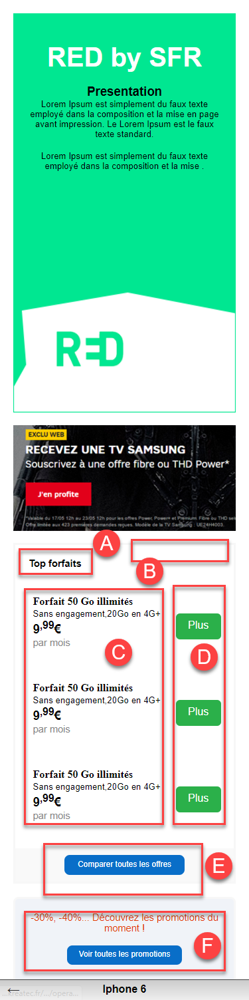 RED by SFR
Presentation
Lorem Ipsum est simplement du faux texte
employé dans la composition et la mise en page
avant impression. Le Lorem Ipsum est le faux
texte standard.
Lorem Ipsum est simplement du faux texte
employé dans la composition et la mise .
RED
EXCLU WEB
RECEVEZ UNE TV SAMSUNG
Souscrivez à une offre fibre ou THD Power*
J'en profite
*Valable du 17/05 12h au 23/05 12h pour les offres Power, Power+ et Premium Fibre ou THD sel
Offre limitée aux 423 premières demandes reçues. Modèle de la TV Samsung : UE24H4003.
A
B
Top forfaits
Forfait 50 Go illimités
Sans engagement,20Go en 4G+
9,99€
par mois
Plus
C
D
Forfait 50 Go illimités
Sans engagement,20Go en 4G+
9,99€
par mois
Plus
Forfait 50 Go illimités
Sans engagement,20Go en 4G+
9,99€
par mois
Plus
Comparer toutes les offres
E
-30%, -40%... Découvrez les promotions du
moment !
Voir toutes les promotions
F
← Iphone 6
...createc.fr/.../opera...